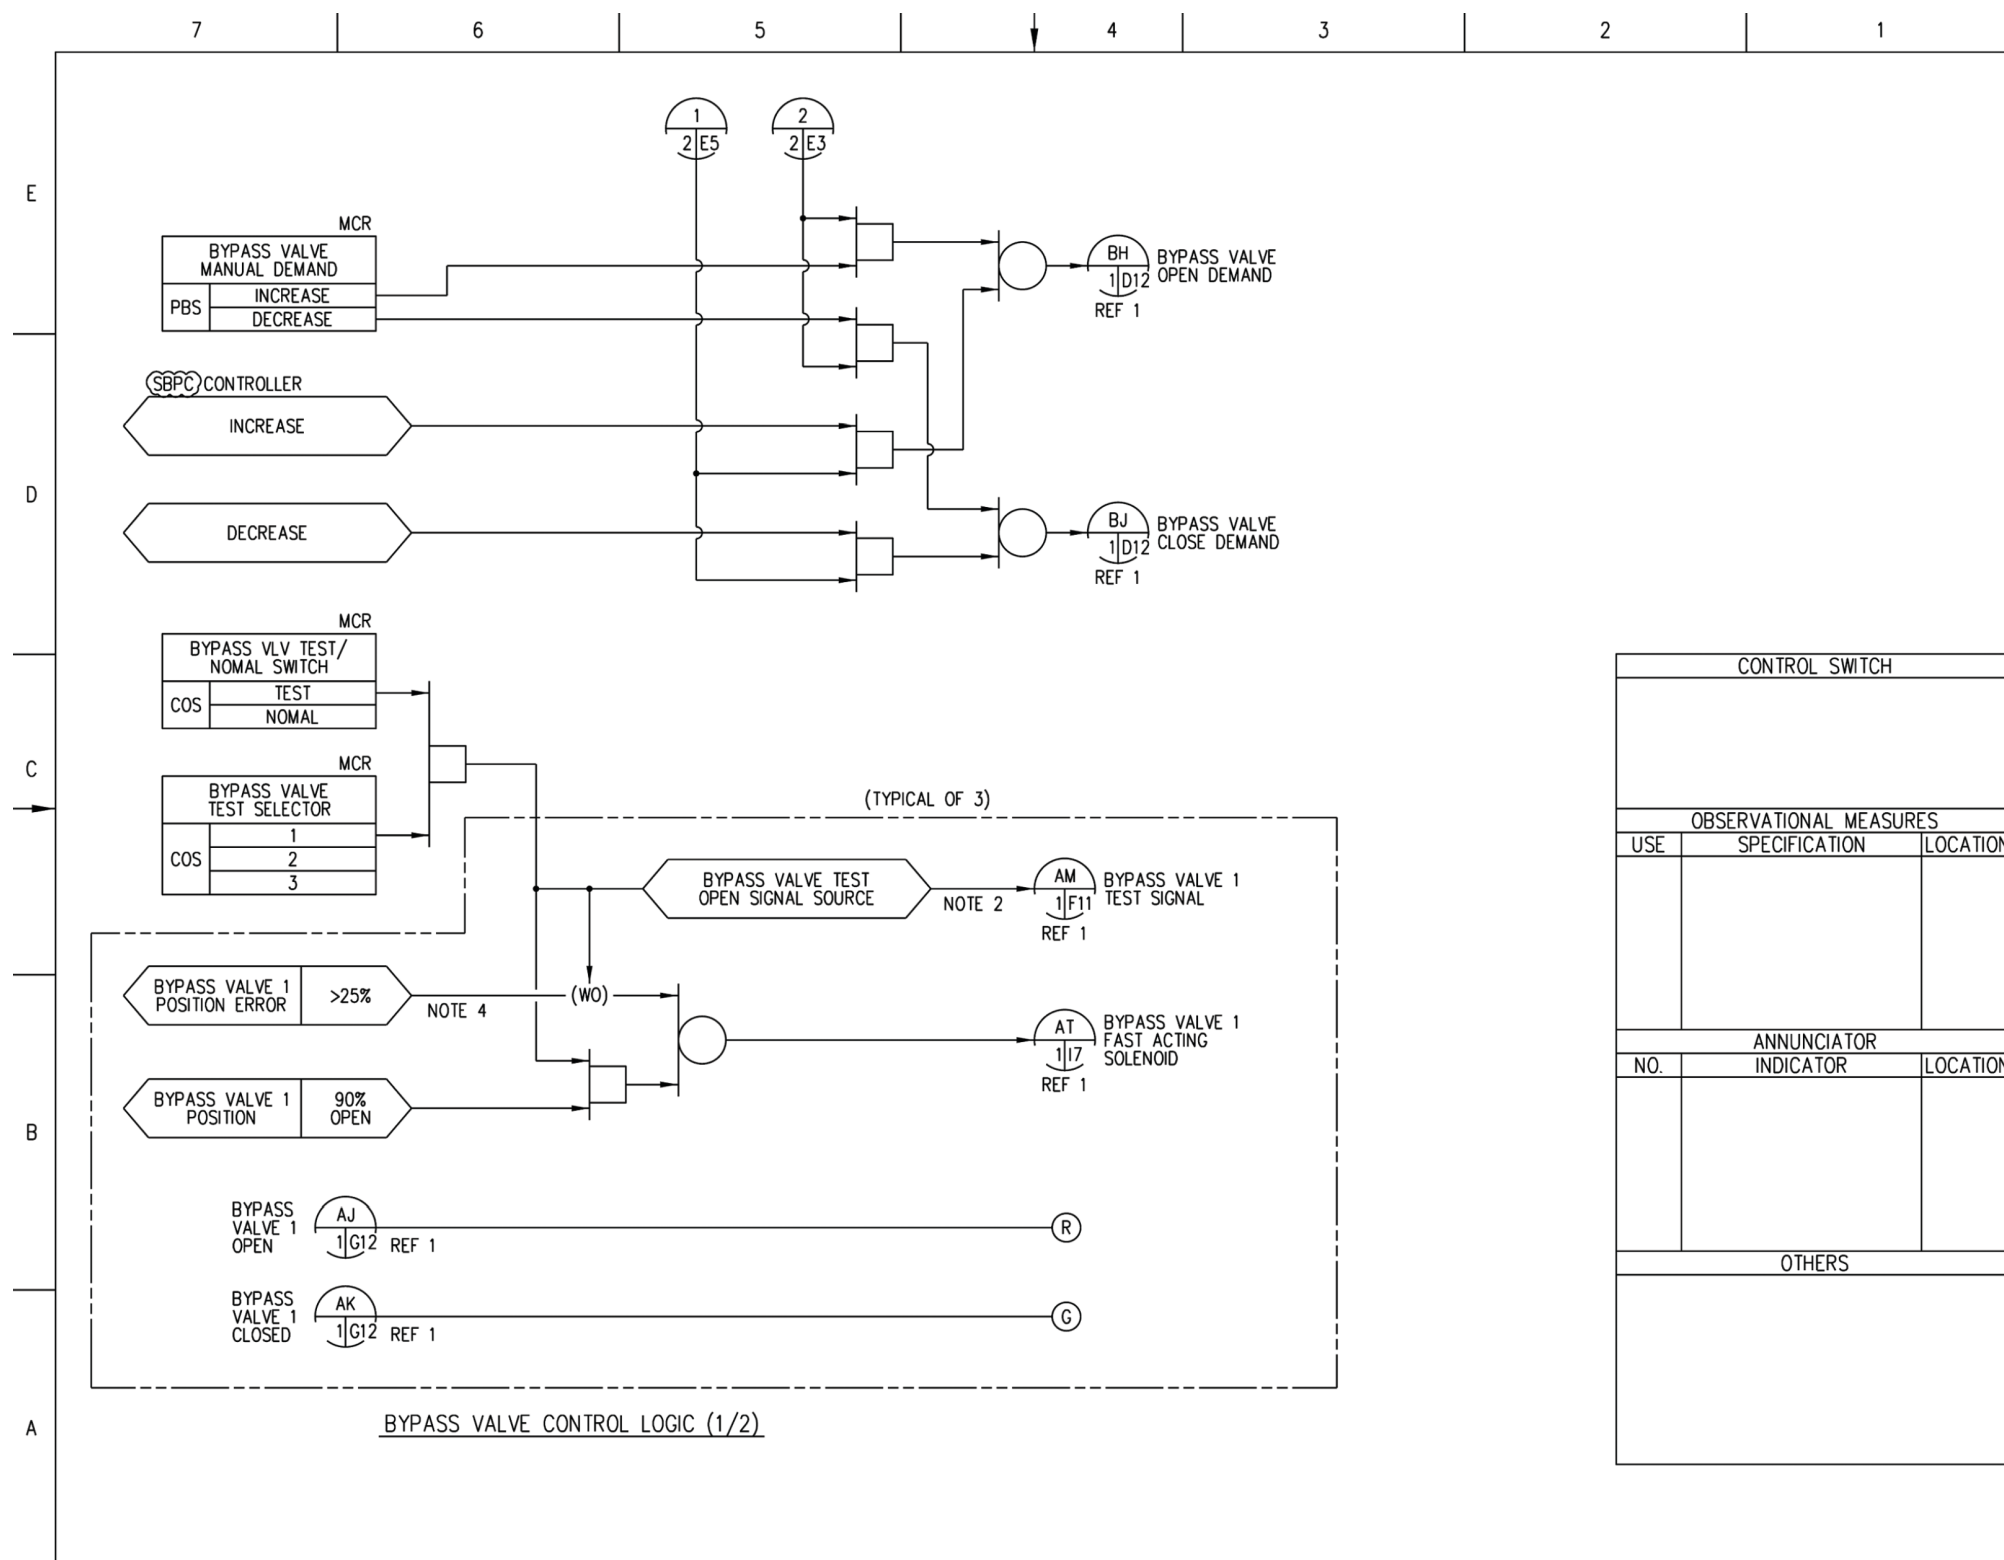 7 6 5 4 3 2 1
E
D
C
B
A
1
2 E5
2
2 E3
MCR
BYPASS VALVE
MANUAL DEMAND
PBS
INCREASE
DECREASE
BH
1 D12
REF 1
BYPASS VALVE
OPEN DEMAND
SBPC CONTROLLER
INCREASE
DECREASE
BJ
1 D12
REF 1
BYPASS VALVE
CLOSE DEMAND
MCR
BYPASS VLV TEST/
NOMAL SWITCH
COS
TEST
NOMAL
MCR
BYPASS VALVE
TEST SELECTOR
COS
1
2
3
(TYPICAL OF 3)
BYPASS VALVE TEST
OPEN SIGNAL SOURCE
NOTE 2
AM
1 F11
REF 1
BYPASS VALVE 1
TEST SIGNAL
BYPASS VALVE 1
POSITION ERROR
>25%
NOTE 4
(WO)
AT
1 I7
REF 1
BYPASS VALVE 1
FAST ACTING
SOLENOID
BYPASS VALVE 1
POSITION
90%
OPEN
BYPASS
VALVE 1
OPEN
AJ
1 G12
REF 1
R
BYPASS
VALVE 1
CLOSED
AK
1 G12
REF 1
G
BYPASS VALVE CONTROL LOGIC (1/2)
CONTROL SWITCH
OBSERVATIONAL MEASURES
USE SPECIFICATION LOCATION
ANNUNCIATOR
NO. INDICATOR LOCATION
OTHERS